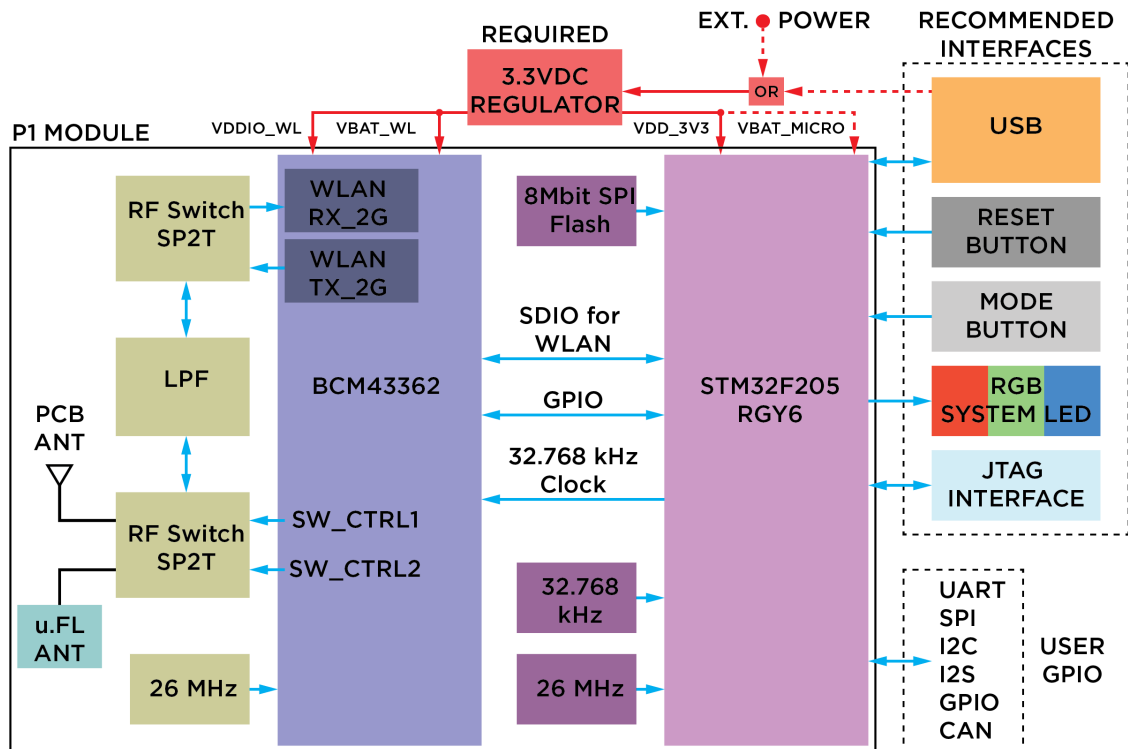 REQUIRED
EXT. POWER
RECOMMENDED
INTERFACES
3.3VDC
REGULATOR
OR
USB
P1 MODULE
VDDIO_WL
VBAT_WL
VDD_3V3
VBAT_MICRO
RF Switch
SP2T
WLAN
RX_2G
WLAN
TX_2G
8Mbit SPI
Flash
RESET
BUTTON
MODE
BUTTON
SDIO for
WLAN
LPF
BCM43362
GPIO
STM32F205
RGY6
RGB
SYSTEM LED
PCB
ANT
32.768 kHz
Clock
JTAG
INTERFACE
RF Switch
SP2T
SW_CTRL1
SW_CTRL2
32.768
kHz
u.FL
ANT
26 MHz
26 MHz
UART
SPI
I2C
I2S
GPIO
CAN
USER
GPIO